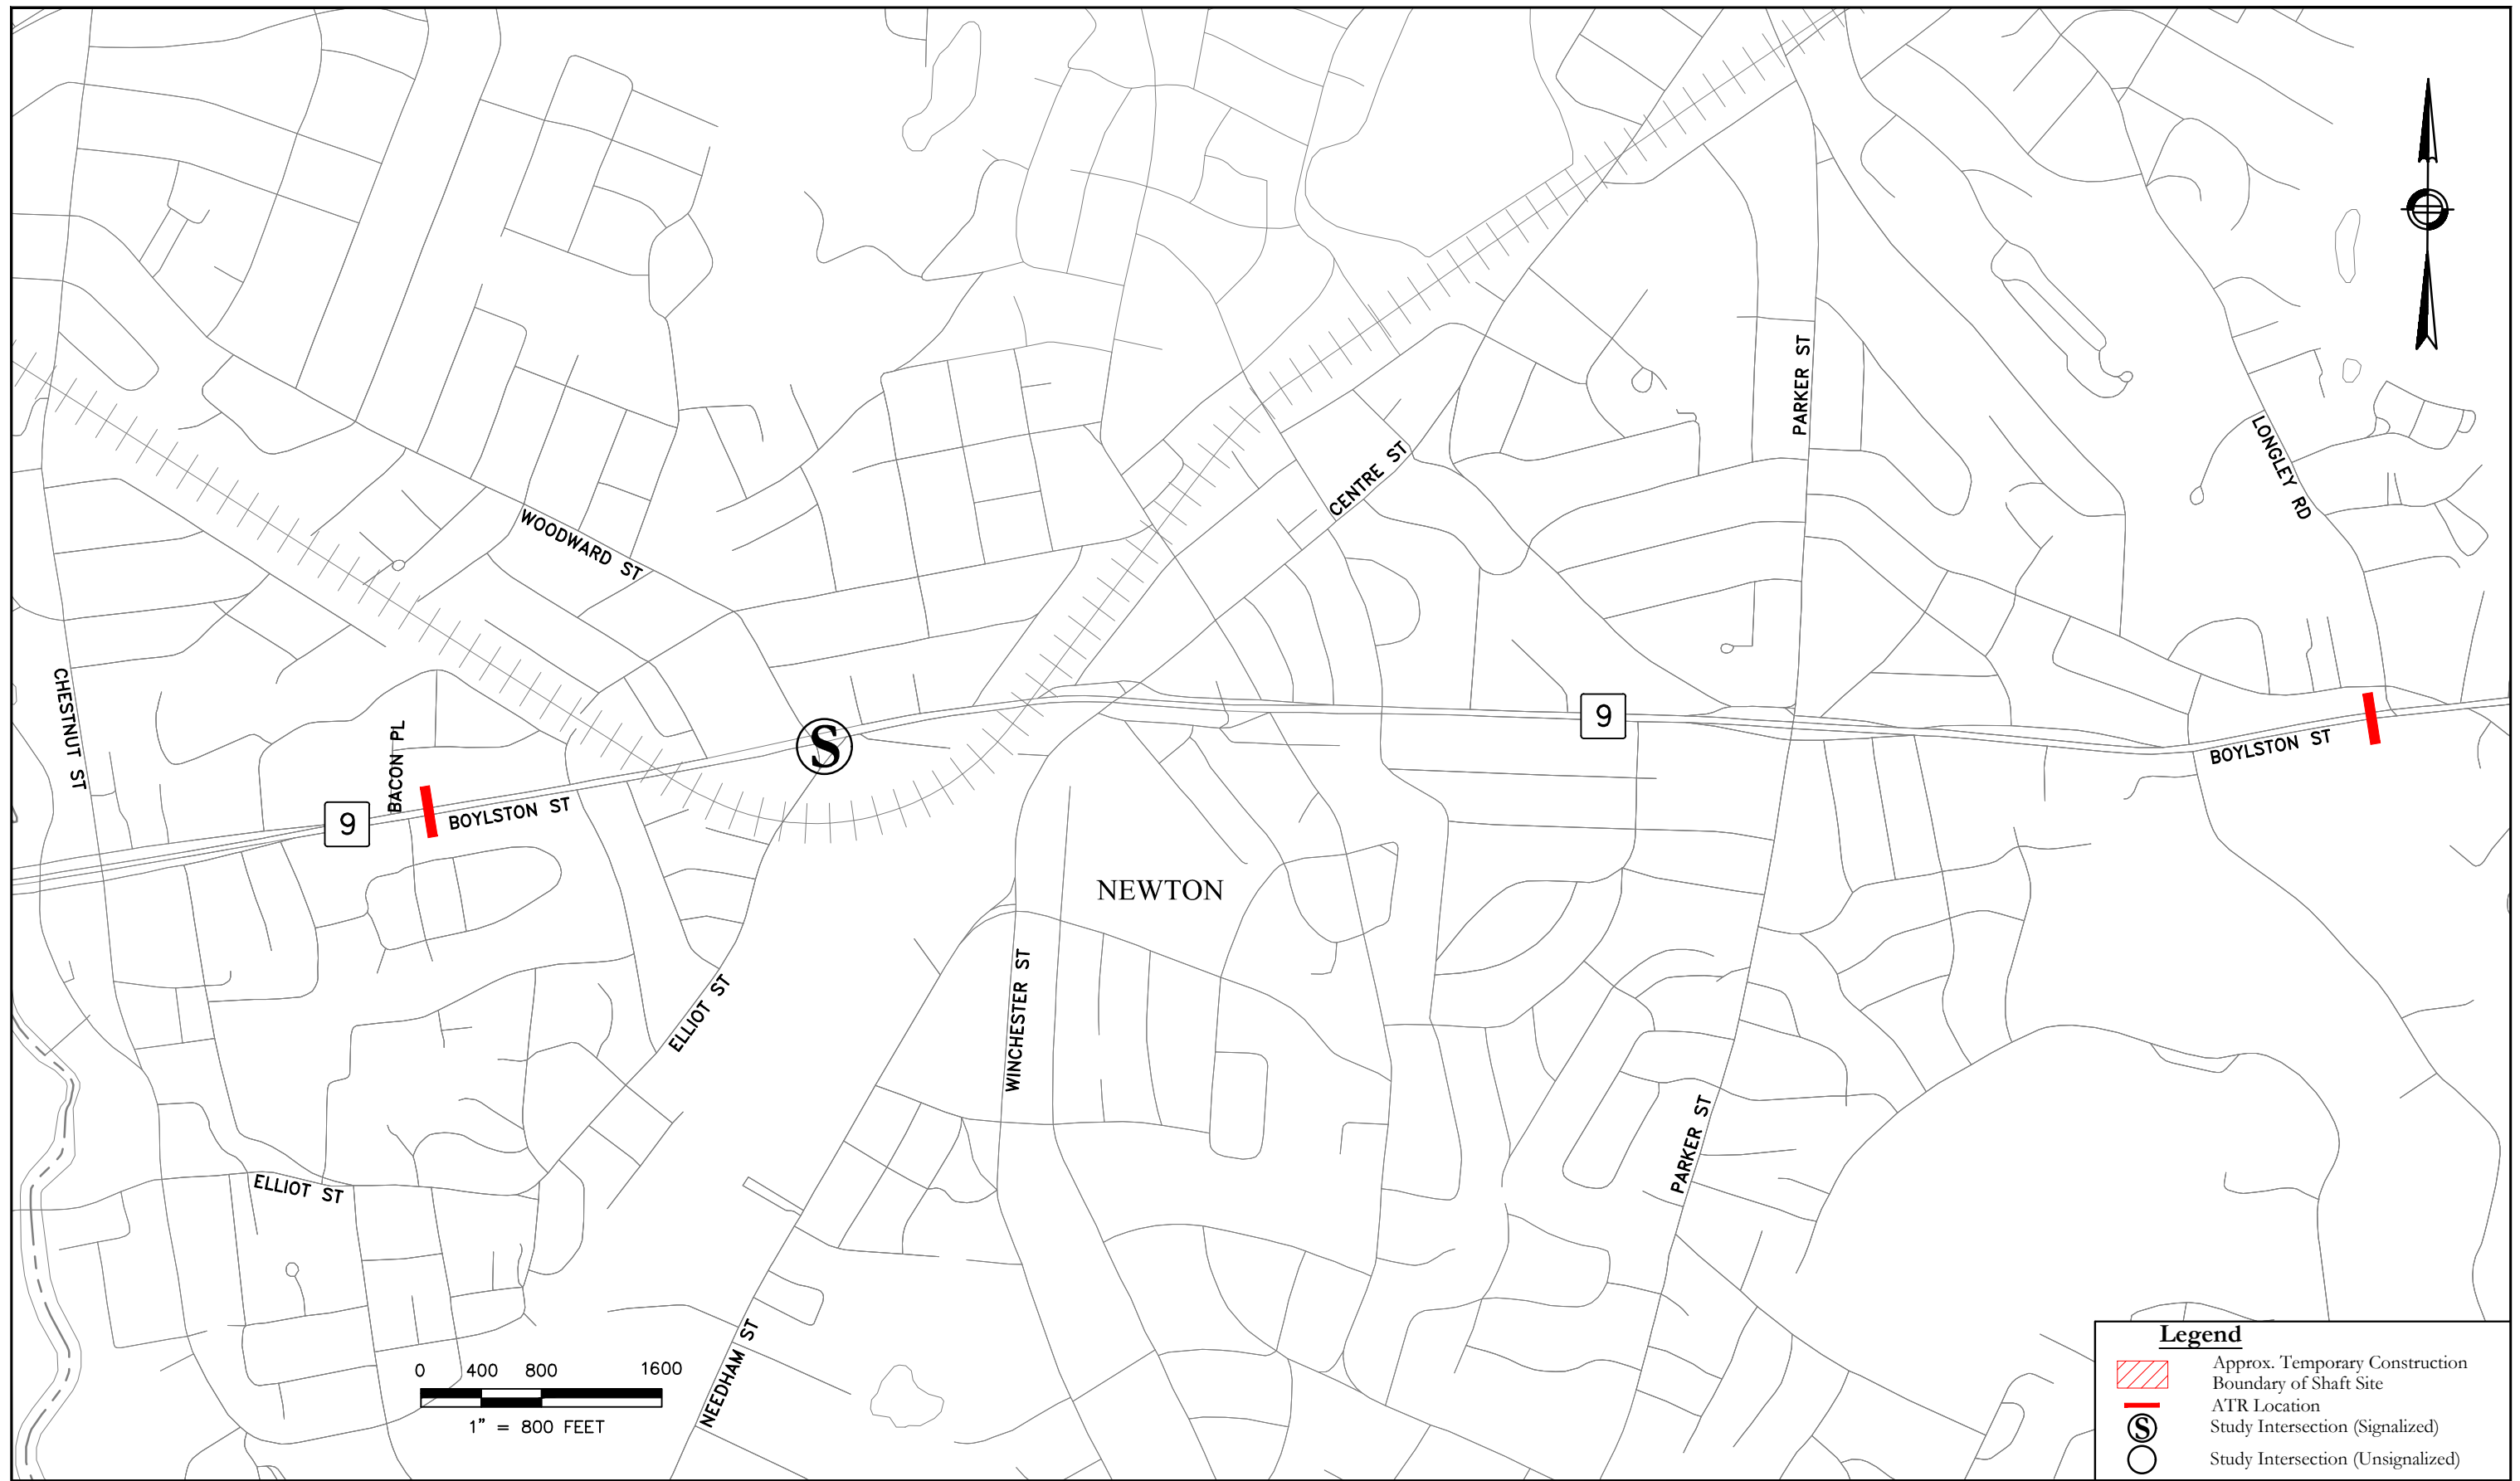 PARKER ST
CENTRE ST
LONGLEY RD
WOODWARD ST
CHESTNUT ST
BACON PL
9
BOYLSTON ST
S
9
BOYLSTON ST
NEWTON
ELLIOT ST
WINCHESTER ST
PARKER ST
ELLIOT ST
NEEDHAM ST
0 400 800 1600
1" = 800 FEET
Legend
Approx. Temporary Construction
Boundary of Shaft Site
ATR Location
S Study Intersection (Signalized)
Study Intersection (Unsignalized)